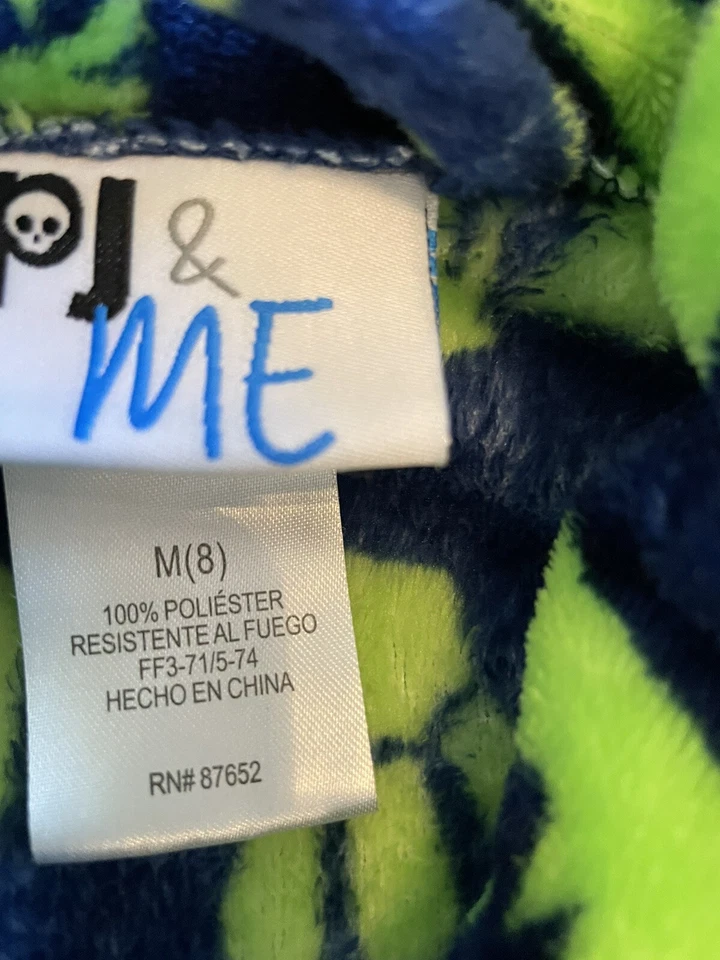 pj &
ME
M(8)
100% POLIÉSTER
RESISTENTE AL FUEGO
FF3-71/5-74
HECHO EN CHINA
RN# 87652